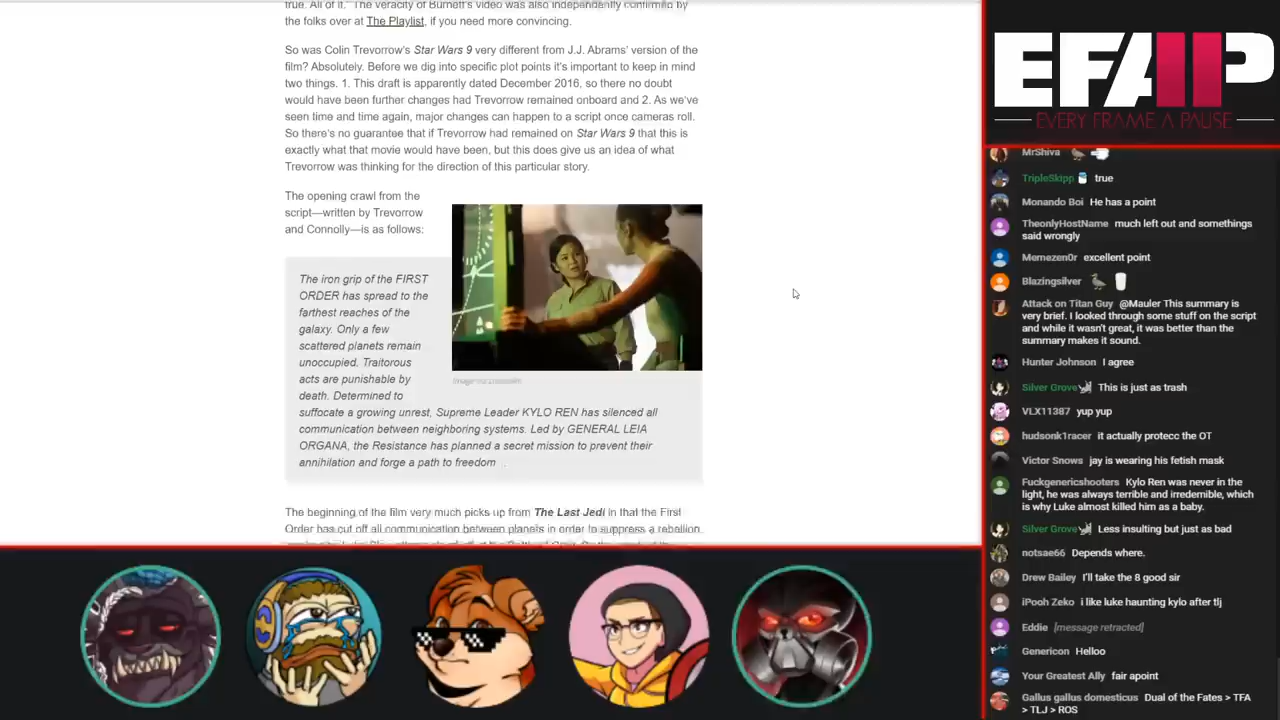 true. All of it." The veracity of Burnett's video was also independently confirmed by
the folks over at The Playlist, if you need more convincing.
So was Colin Trevorrow's Star Wars 9 very different from J.J. Abrams' version of the
film? Absolutely. Before we dig into specific plot points it's important to keep in mind
two things. 1. This draft is apparently dated December 2016, so there no doubt
would have been further changes had Trevorrow remained onboard and 2. As we've
seen time and time again, major changes can happen to a script once cameras roll.
So there's no guarantee that if Trevorrow had remained on Star Wars 9 that this is
exactly what that movie would have been, but this does give us an idea of what
Trevorrow was thinking for the direction of this particular story.
The opening crawl from the
script—written by Trevorrow
and Connolly—is as follows:
The iron grip of the FIRST
ORDER has spread to the
farthest reaches of the
galaxy. Only a few
scattered planets remain
unoccupied. Traitorous
acts are punishable by
death. Determined to
suffocate a growing unrest, Supreme Leader KYLO REN has silenced all
communication between neighboring systems. Led by GENERAL LEIA
ORGANA, the Resistance has planned a secret mission to prevent their
annihilation and forge a path to freedom
Image via Lucasfilm
The beginning of the film very much picks up from The Last Jedi in that the First
Order has cut off all communication between planets in order to suppress a rebellion
EFAP
EVERY FRAME A PAUSE
MrShiva
TripleSkipp true
Monando Boi He has a point
TheonlyHostName much left out and somethings
said wrongly
Memezen0r excellent point
Blazingsilver
Attack on Titan Guy @Mauler This summary is
very brief. I looked through some stuff on the script
and while it wasn't great, it was better than the
summary makes it sound.
Hunter Johnson I agree
Silver Grove This is just as trash
VLX11387 yup yup
hudsonk1racer it actually protecc the OT
Victor Snows jay is wearing his fetish mask
Fuckgenericshooters Kylo Ren was never in the
light, he was always terrible and irredemible, which
is why Luke almost killed him as a baby.
Silver Grove Less insulting but just as bad
notsae66 Depends where.
Drew Bailey I'll take the 8 good sir
iPooh Zeko i like luke haunting kylo after tlj
Eddie [message retracted]
Genericon Helloo
Your Greatest Ally fair apoint
Gallus gallus domesticus Dual of the Fates > TFA
> TLJ > ROS